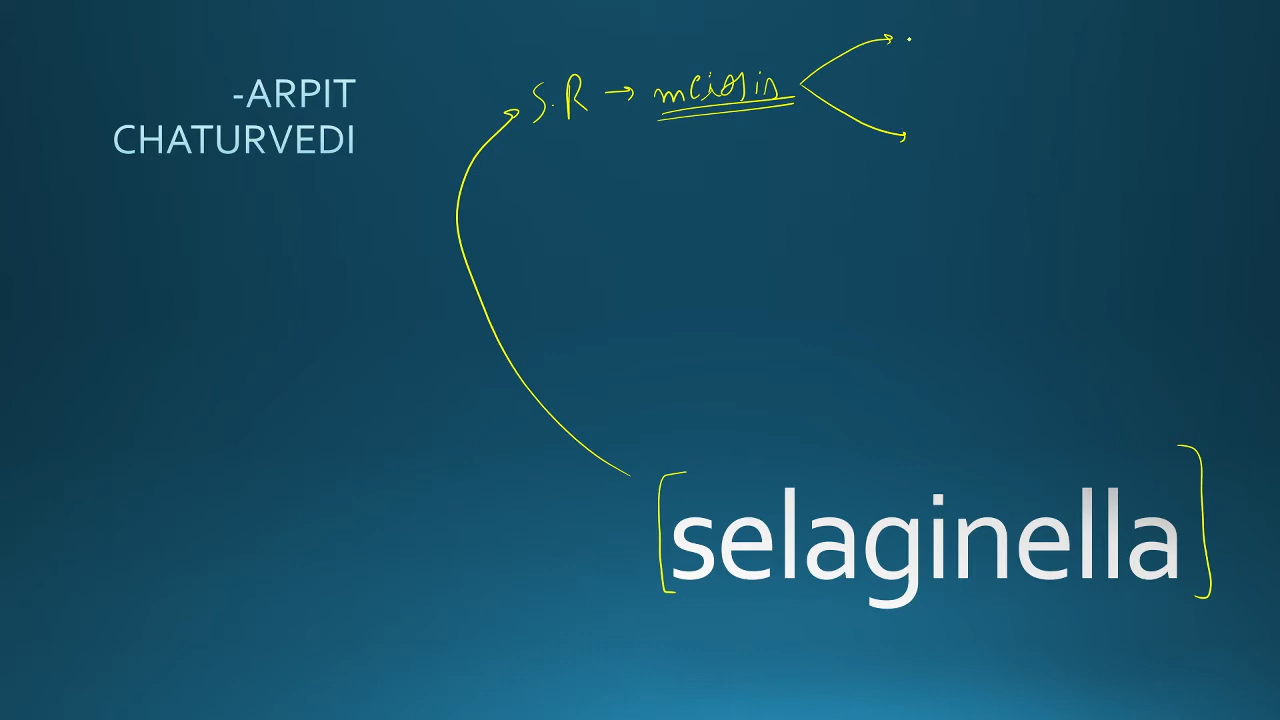 -ARPIT
CHATURVEDI
S.R → meiosis
[selaginella]